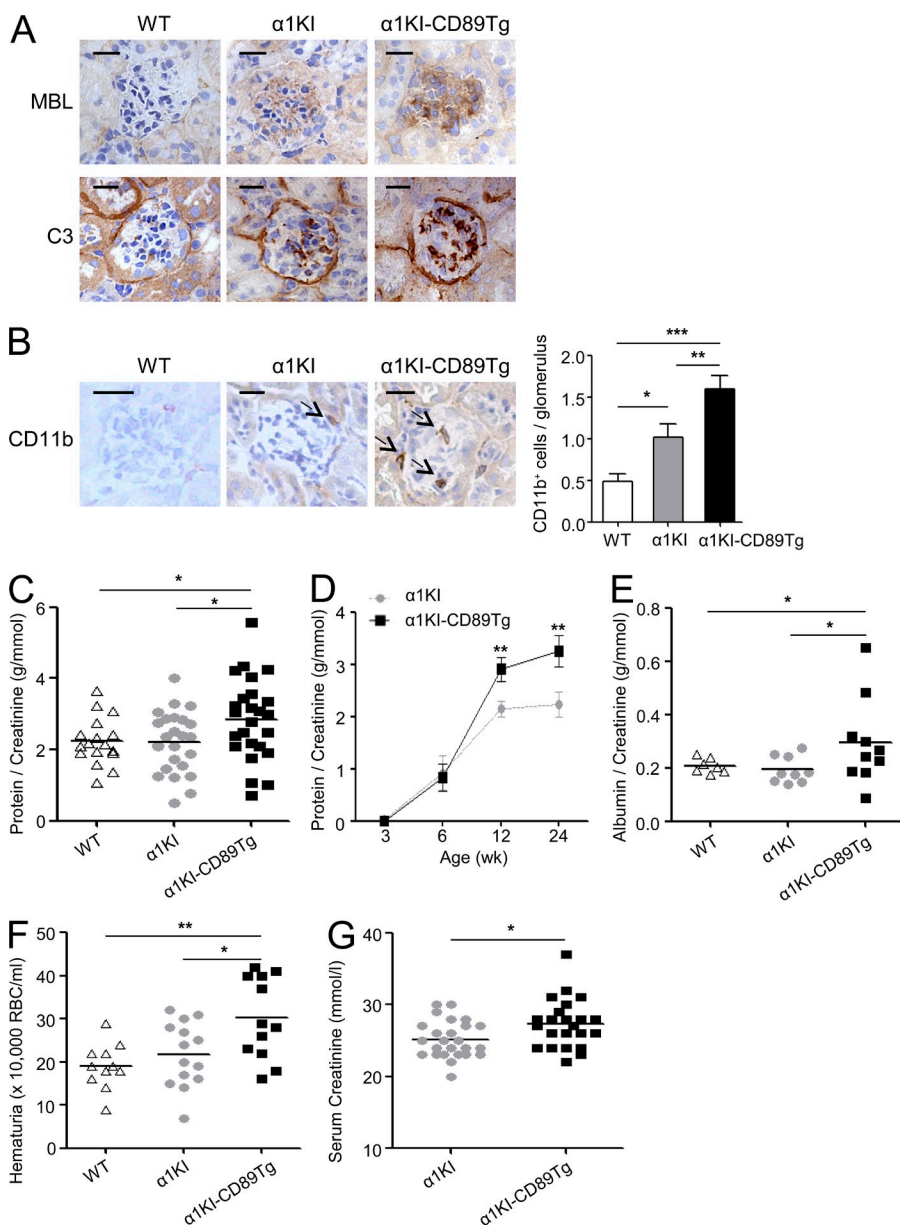 A
WT
α1KI
α1KI-CD89Tg
MBL
C3
B
WT
α1KI
α1KI-CD89Tg
CD11b
CD11b⁺ cells / glomerulus
2.0
1.5
1.0
0.5
0.0
***
**
*
WT
α1KI
α1KI-CD89Tg
C
Protein / Creatinine (g/mmol)
6
4
2
0
*
*
WT
α1KI
α1KI-CD89Tg
D
α1KI
α1KI-CD89Tg
Protein / Creatinine (g/mmol)
4
3
2
1
0
**
**
3
6
12
24
Age (wk)
E
Albumin / Creatinine (g/mmol)
0.8
0.6
0.4
0.2
0.0
*
*
WT
α1KI
α1KI-CD89Tg
F
Hematuria (x 10,000 RBC/ml)
50
40
30
20
10
0
**
*
WT
α1KI
α1KI-CD89Tg
G
Serum Creatinine (mmol/l)
40
30
20
10
*
α1KI
α1KI-CD89Tg